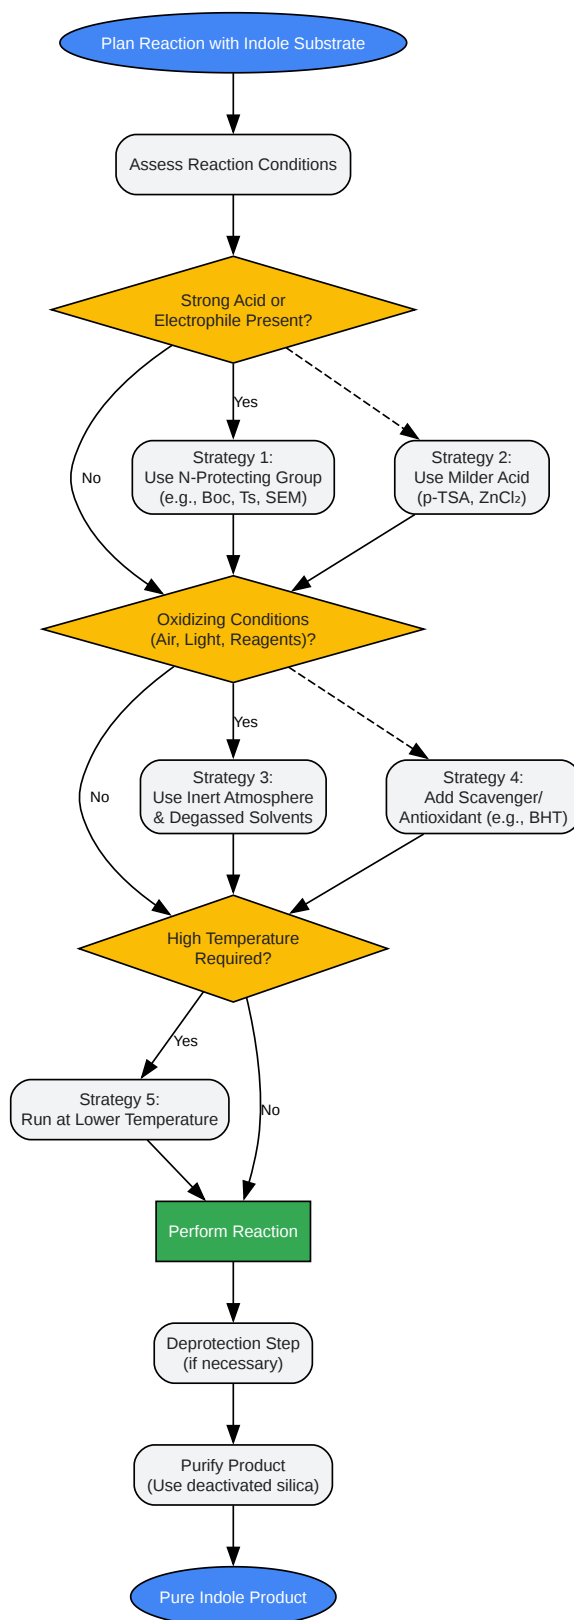 Plan Reaction with Indole Substrate
Assess Reaction Conditions
Strong Acid or
Electrophile Present?
Yes
No
Strategy 1:
Use N-Protecting Group
(e.g., Boc, Ts, SEM)
Strategy 2:
Use Milder Acid
(p-TSA, ZnCl₂)
Oxidizing Conditions
(Air, Light, Reagents)?
Yes
No
Strategy 3:
Use Inert Atmosphere
& Degassed Solvents
Strategy 4:
Add Scavenger/
Antioxidant (e.g., BHT)
High Temperature
Required?
Yes
Strategy 5:
Run at Lower Temperature
No
Perform Reaction
Deprotection Step
(if necessary)
Purify Product
(Use deactivated silica)
Pure Indole Product